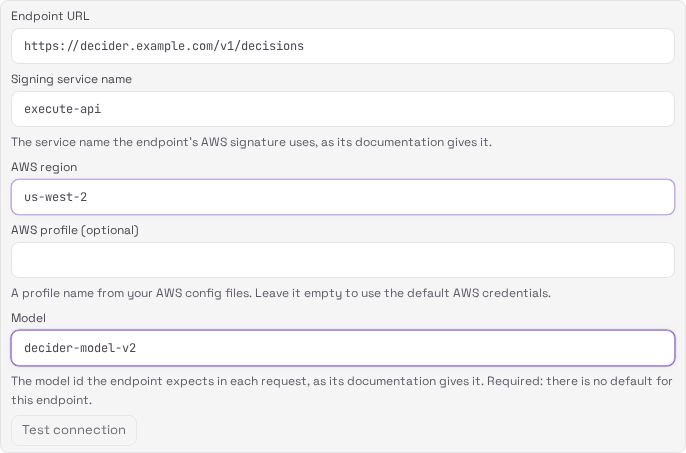 Endpoint URL
https://decider.example.com/v1/decisions
Signing service name
execute-api
The service name the endpoint's AWS signature uses, as its documentation gives it.
AWS region
us-west-2
AWS profile (optional)
A profile name from your AWS config files. Leave it empty to use the default AWS credentials.
Model
decider-model-v2
The model id the endpoint expects in each request, as its documentation gives it. Required: there is no default for
this endpoint.
Test connection